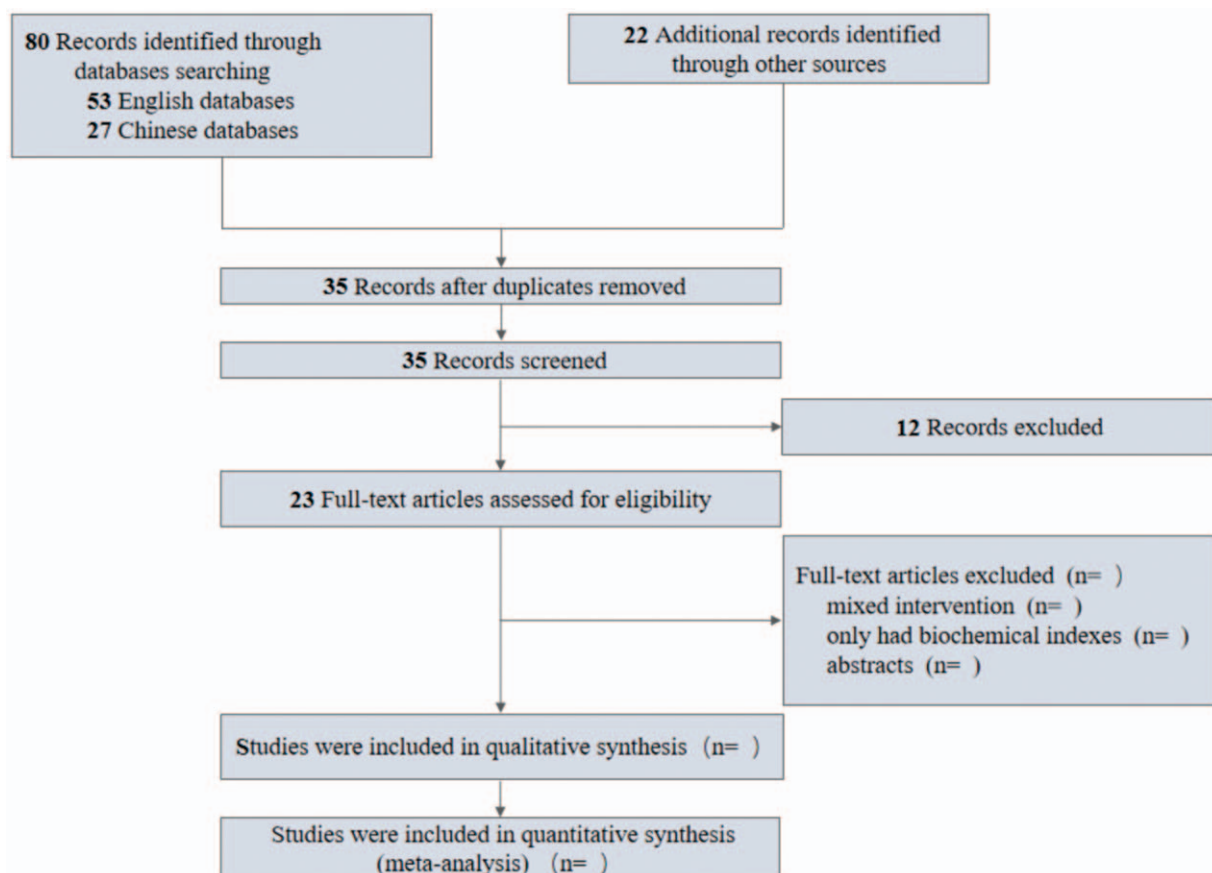 80 Records identified through
databases searching
53 English databases
27 Chinese databases
22 Additional records identified
through other sources
35 Records after duplicates removed
35 Records screened
12 Records excluded
23 Full-text articles assessed for eligibility
Full-text articles excluded (n= )
mixed intervention (n= )
only had biochemical indexes (n= )
abstracts (n= )
Studies were included in qualitative synthesis (n= )
Studies were included in quantitative synthesis
(meta-analysis) (n= )